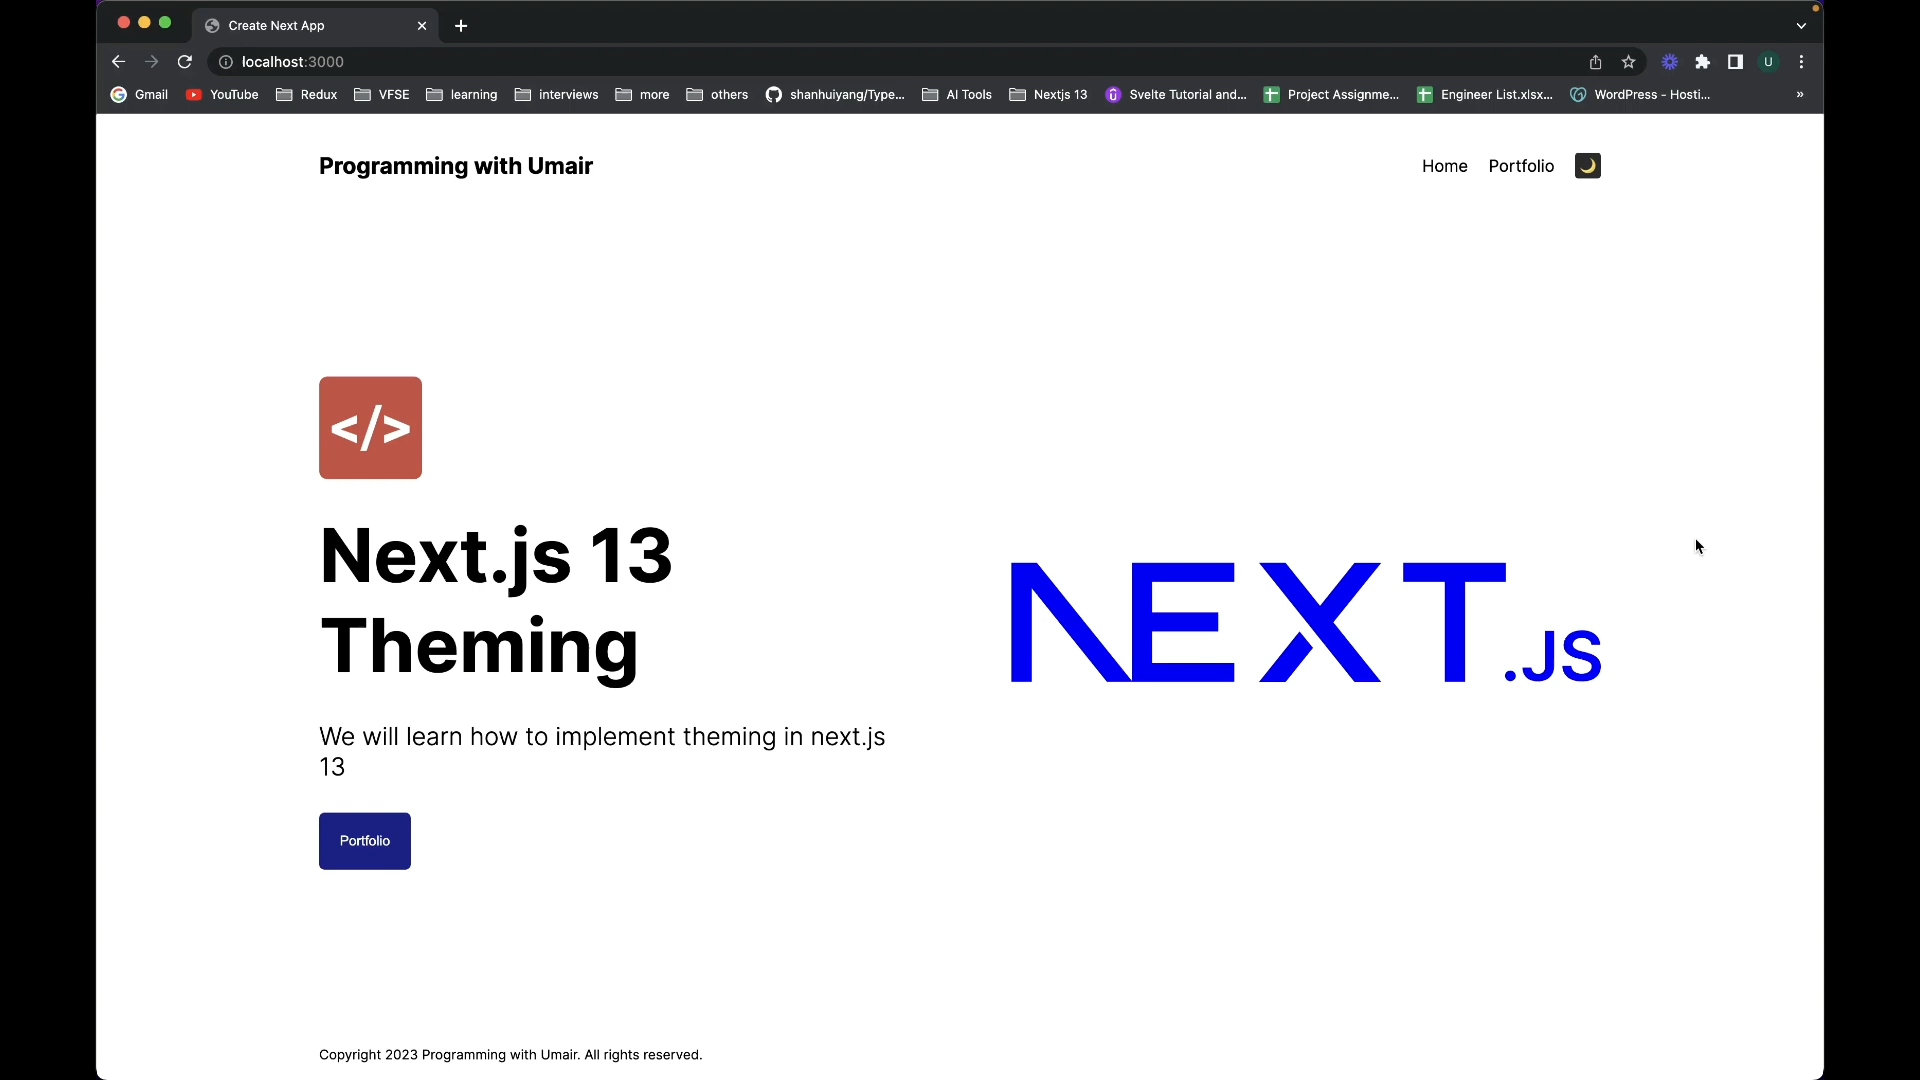 Create Next App
localhost:3000
U
Gmail YouTube Redux VFSE learning interviews more others shanhuiyang/Type... AI Tools Nextjs 13 Svelte Tutorial and... Project Assignme... Engineer List.xlsx... WordPress - Hosti... »
Programming with Umair
Home Portfolio
</>
Next.js 13
Theming
NEXT.JS
We will learn how to implement theming in next.js
13
Portfolio
Copyright 2023 Programming with Umair. All rights reserved.